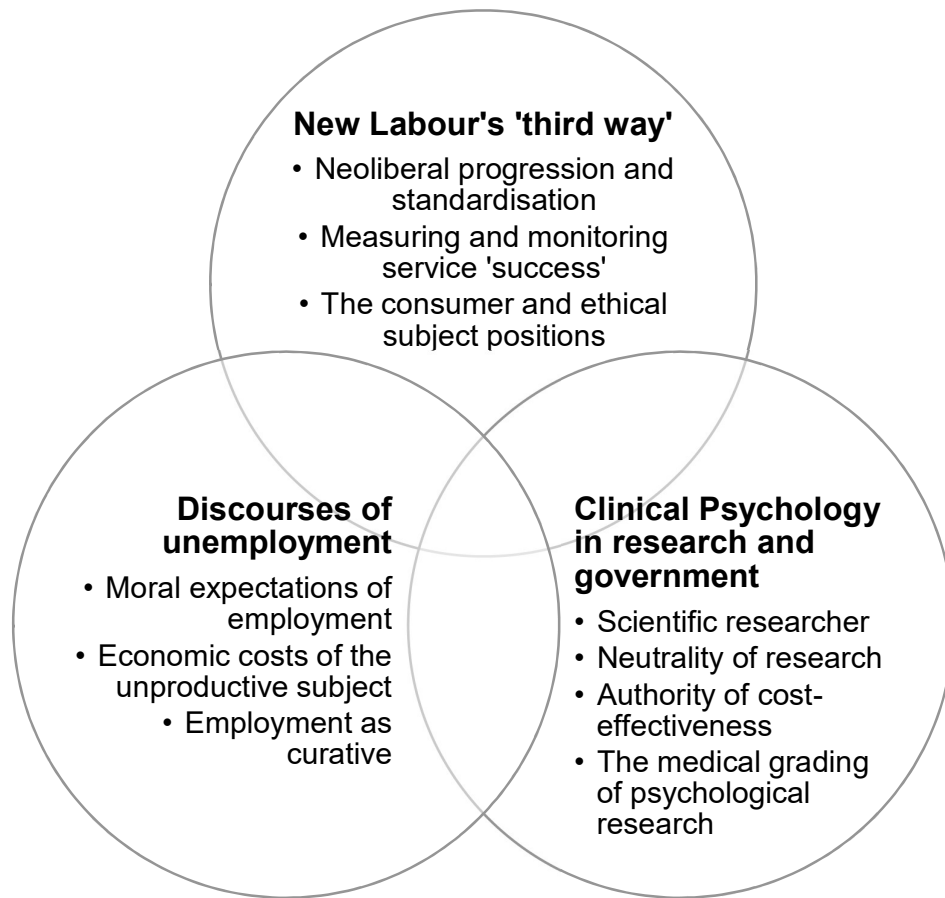 New Labour's 'third way'
• Neoliberal progression and
standardisation
• Measuring and monitoring
service 'success'
• The consumer and ethical
subject positions
Discourses of
unemployment
• Moral expectations of
employment
• Economic costs of the
unproductive subject
• Employment as
curative
Clinical Psychology
in research and
government
• Scientific researcher
• Neutrality of research
• Authority of cost-
effectiveness
• The medical grading
of psychological
research